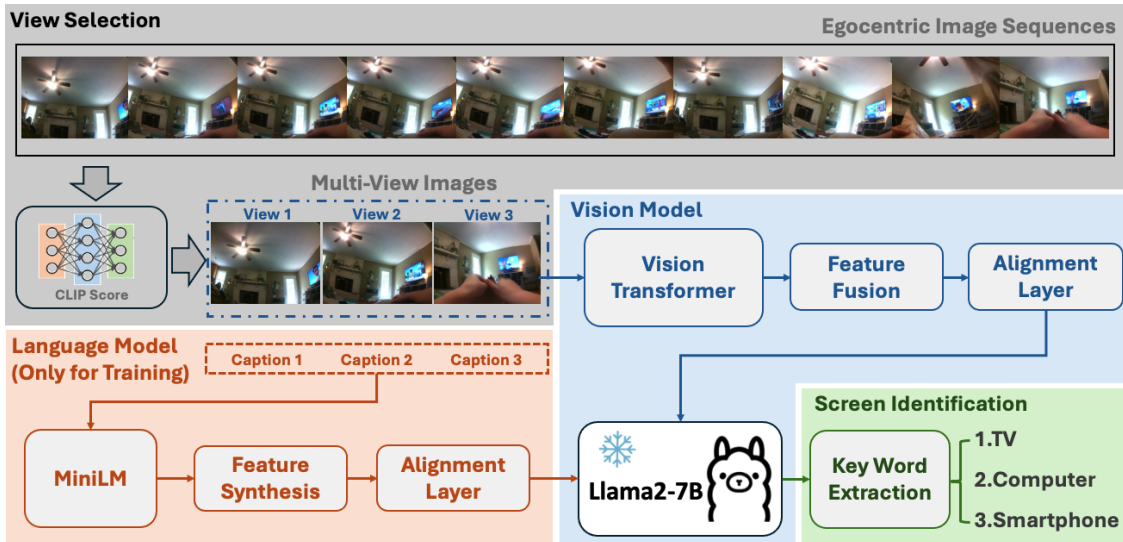 View Selection
Egocentric Image Sequences
Multi-View Images
View 1
View 2
View 3
CLIP Score
Vision Model
Vision
Transformer
Feature
Fusion
Alignment
Layer
Language Model
(Only for Training)
Caption 1
Caption 2
Caption 3
MiniLM
Feature
Synthesis
Alignment
Layer
Llama2-7B
Screen Identification
Key Word
Extraction
1.TV
2.Computer
3.Smartphone